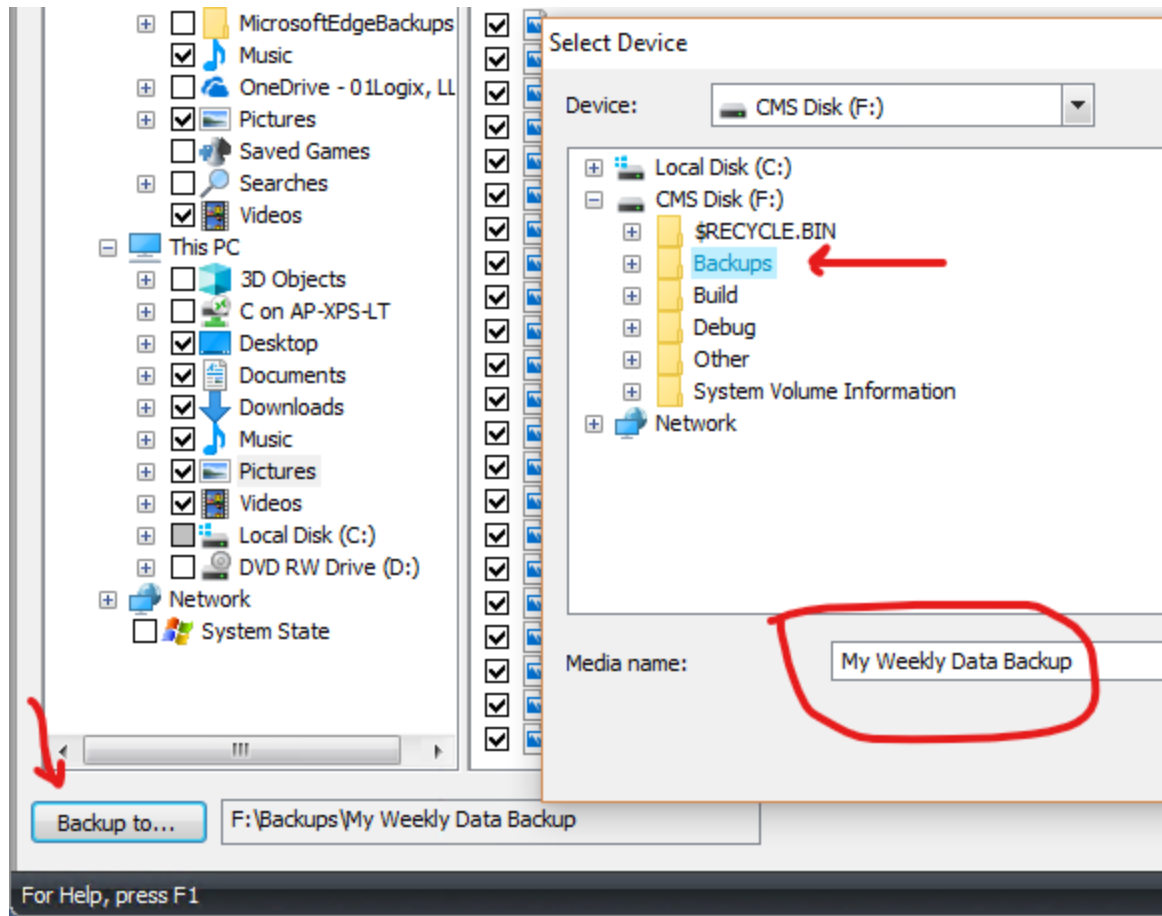 MicrosoftEdgeBackups
Music
OneDrive - 01Logix, LL
Pictures
Saved Games
Searches
Videos
This PC
3D Objects
C on AP-XPS-LT
Desktop
Documents
Downloads
Music
Pictures
Videos
Local Disk (C:)
DVD RW Drive (D:)
Network
System State
Select Device
Device:
CMS Disk (F:)
Local Disk (C:)
CMS Disk (F:)
$RECYCLE.BIN
Backups
Build
Debug
Other
System Volume Information
Network
Media name:
My Weekly Data Backup
Backup to...
F:\Backups\My Weekly Data Backup
For Help, press F1